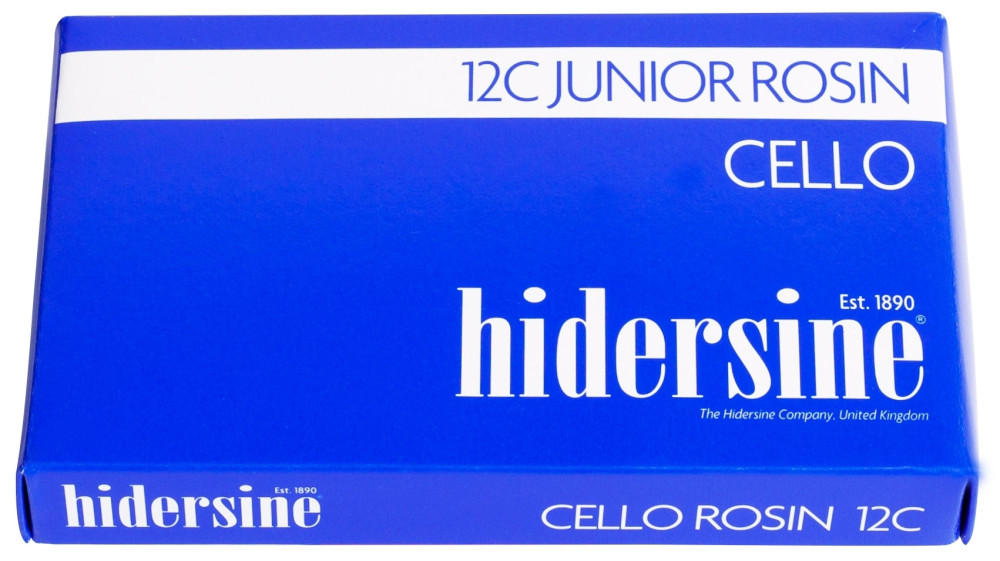 12C JUNIOR ROSIN
CELLO
Est. 1890
hidersine®
The Hidersine Company, United Kingdom
Est. 1890
hidersine
CELLO ROSIN 12C